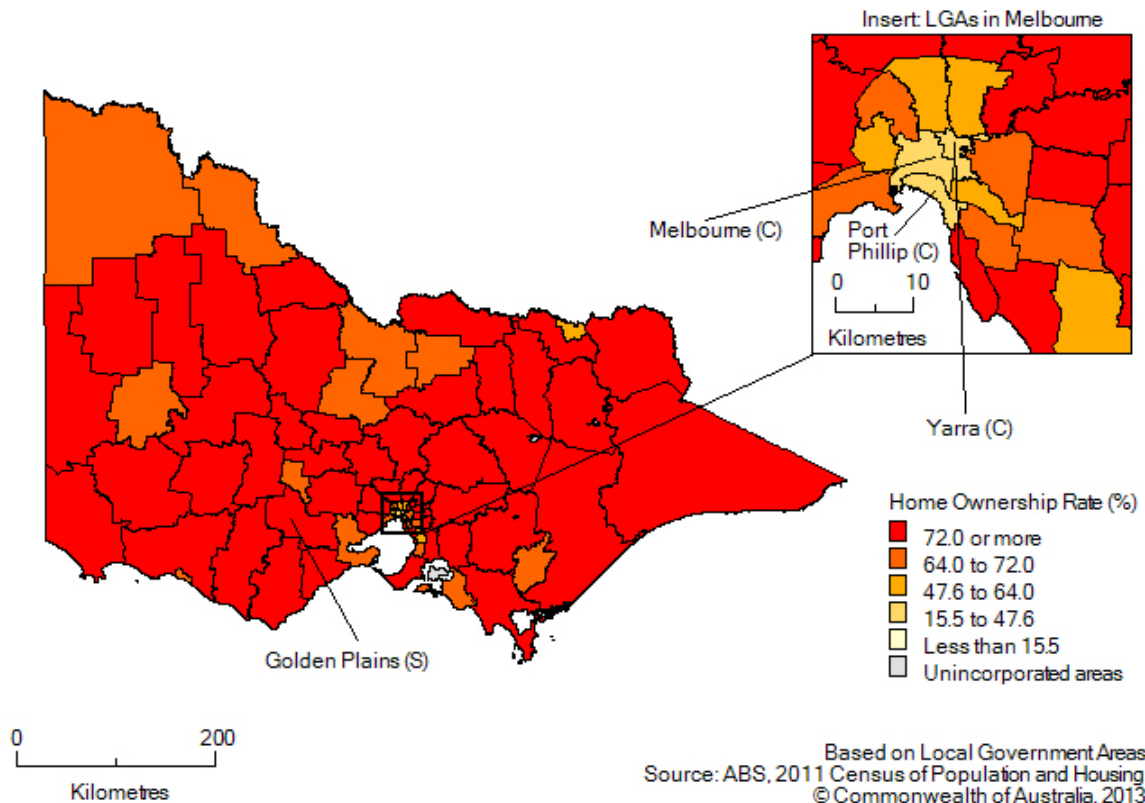 Insert: LGAs in Melbourne
Melbourne (C)
Port
Phillip (C)
0 10
Kilometres
Yarra (C)
Home Ownership Rate (%)
72.0 or more
64.0 to 72.0
47.6 to 64.0
15.5 to 47.6
Less than 15.5
Unincorporated areas
Golden Plains (S)
0 200
Kilometres
Based on Local Government Areas
Source: ABS, 2011 Census of Population and Housing
© Commonwealth of Australia, 2013